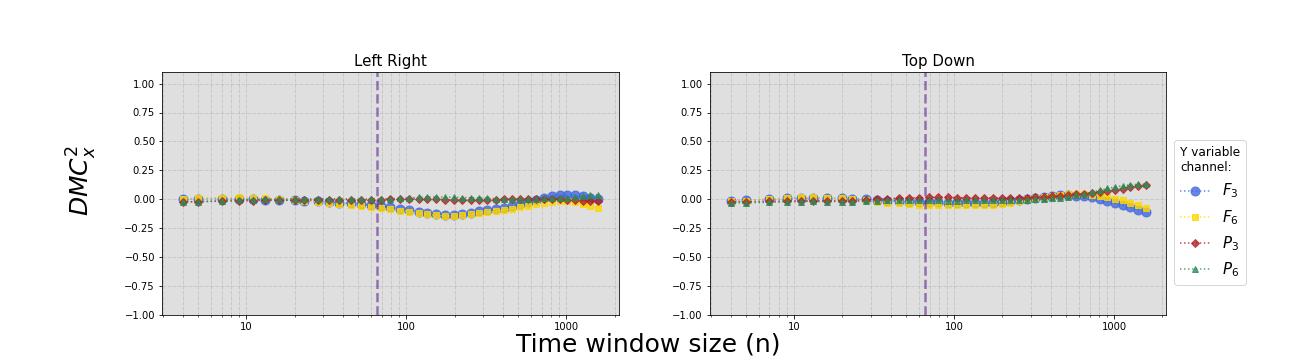 Left Right
Top Down
1.00
0.75
0.50
0.25
0.00
−0.25
−0.50
−0.75
−1.00
10
100
1000
1.00
0.75
0.50
0.25
0.00
−0.25
−0.50
−0.75
−1.00
10
100
1000
DMC²ₓ
Time window size (n)
Y variable
channel:
F₃
F₆
P₃
P₆